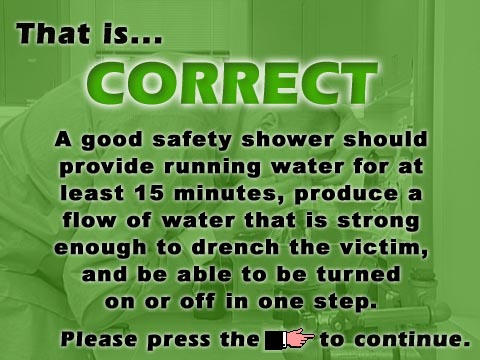 That is...
CORRECT
A good safety shower should
provide running water for at
least 15 minutes, produce a
flow of water that is strong
enough to drench the victim,
and be able to be turned
on or off in one step.
Please press the to continue.